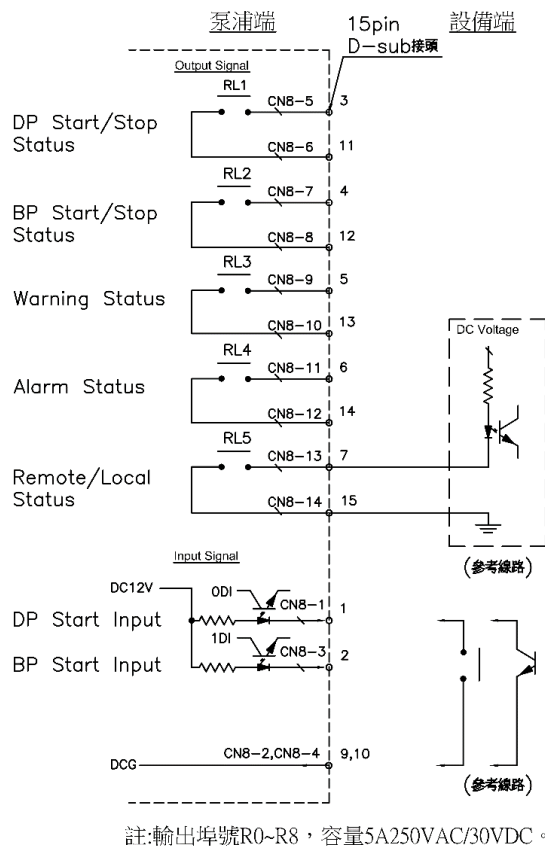 泵浦端
15pin
D-sub接頭
設備端
Output Signal
RL1
CN8-5
3
DP Start/Stop
Status
CN8-6
11
RL2
CN8-7
4
BP Start/Stop
Status
CN8-8
12
RL3
CN8-9
5
Warning Status
CN8-10
13
RL4
CN8-11
6
Alarm Status
CN8-12
14
RL5
CN8-13
7
Remote/Local
Status
CN8-14
15
DC Voltage
(參考線路)
Input Signal
DC12V
0DI
CN8-1
1
DP Start Input
1DI
CN8-3
2
BP Start Input
DCG
CN8-2,CN8-4
9,10
(參考線路)
註:輸出埠號R0~R8，容量5A250VAC/30VDC。